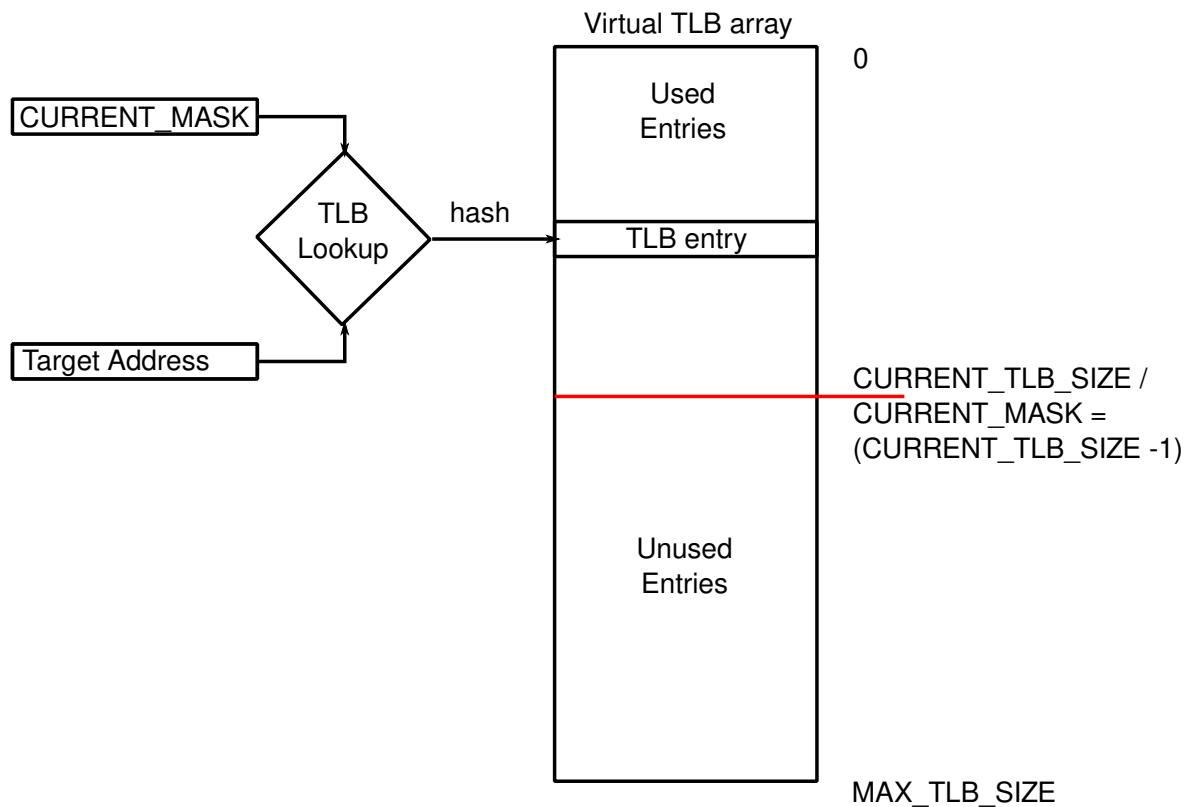 Virtual TLB array
0
Used
Entries
CURRENT_MASK
TLB
Lookup
hash
TLB entry
Target Address
CURRENT_TLB_SIZE /
CURRENT_MASK =
(CURRENT_TLB_SIZE -1)
Unused
Entries
MAX_TLB_SIZE